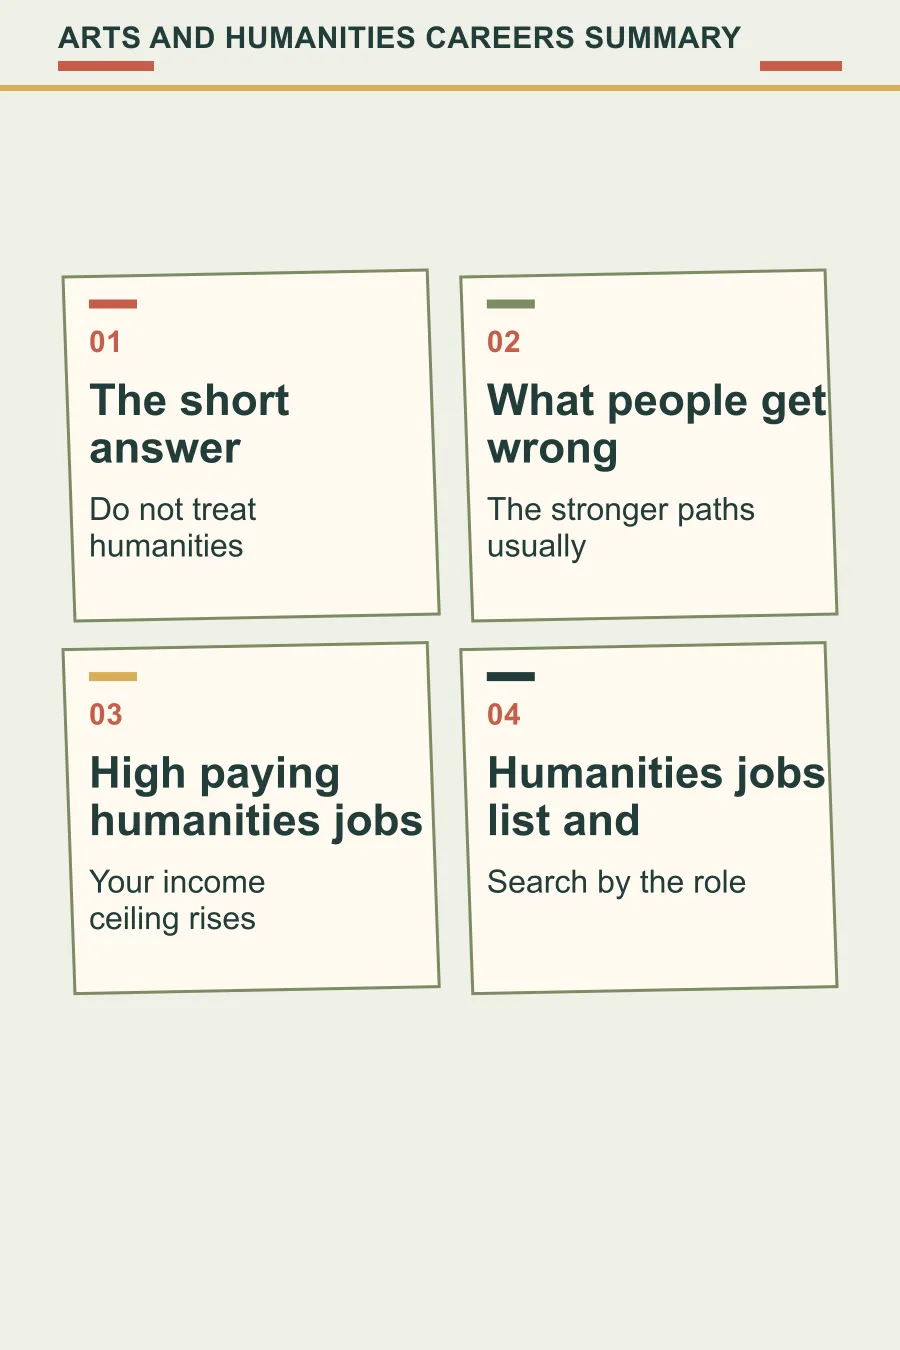 ARTS AND HUMANITIES CAREERS SUMMARY
01
The short
answer
Do not treat
humanities
02
What people get
wrong
The stronger paths
usually
03
High paying
humanities jobs
Your income
ceiling rises
04
Humanities jobs
list and
Search by the role